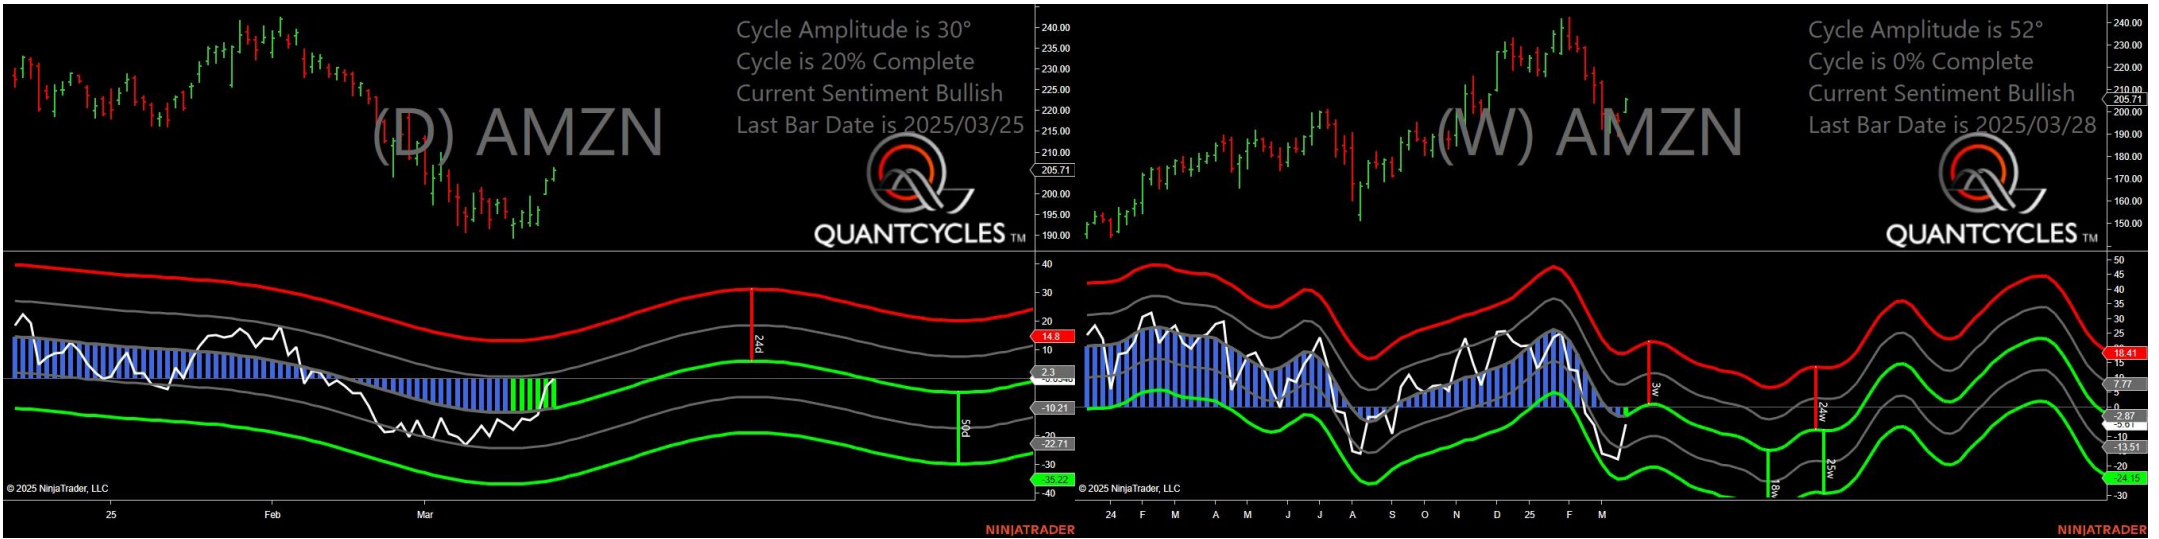 Cycle Amplitude is 30°
Cycle is 20% Complete
Current Sentiment Bullish
Last Bar Date is 2025/03/25
(D) AMZN
QUANTCYCLES TM
240.00
235.00
230.00
225.00
220.00
215.00
210.00
205.71
200.00
195.00
190.00
40
30
20
14.8
10
2.3
-10.21
-20
-22.71
-30
-35.22
-40
24d
50d
© 2025 NinjaTrader, LLC
25
Feb
Mar
NINJATRADER
Cycle Amplitude is 52°
Cycle is 0% Complete
Current Sentiment Bullish
Last Bar Date is 2025/03/28
(W) AMZN
QUANTCYCLES TM
240.00
230.00
220.00
210.00
205.71
200.00
190.00
180.00
170.00
160.00
150.00
50
45
40
35
30
25
18.41
15
7.77
5
0
-2.87
-10
-13.51
-20
-24.15
-30
3w
24w
18w
25w
© 2025 NinjaTrader, LLC
24
F
M
A
M
J
J
A
S
O
N
D
25
F
M
NINJATRADER